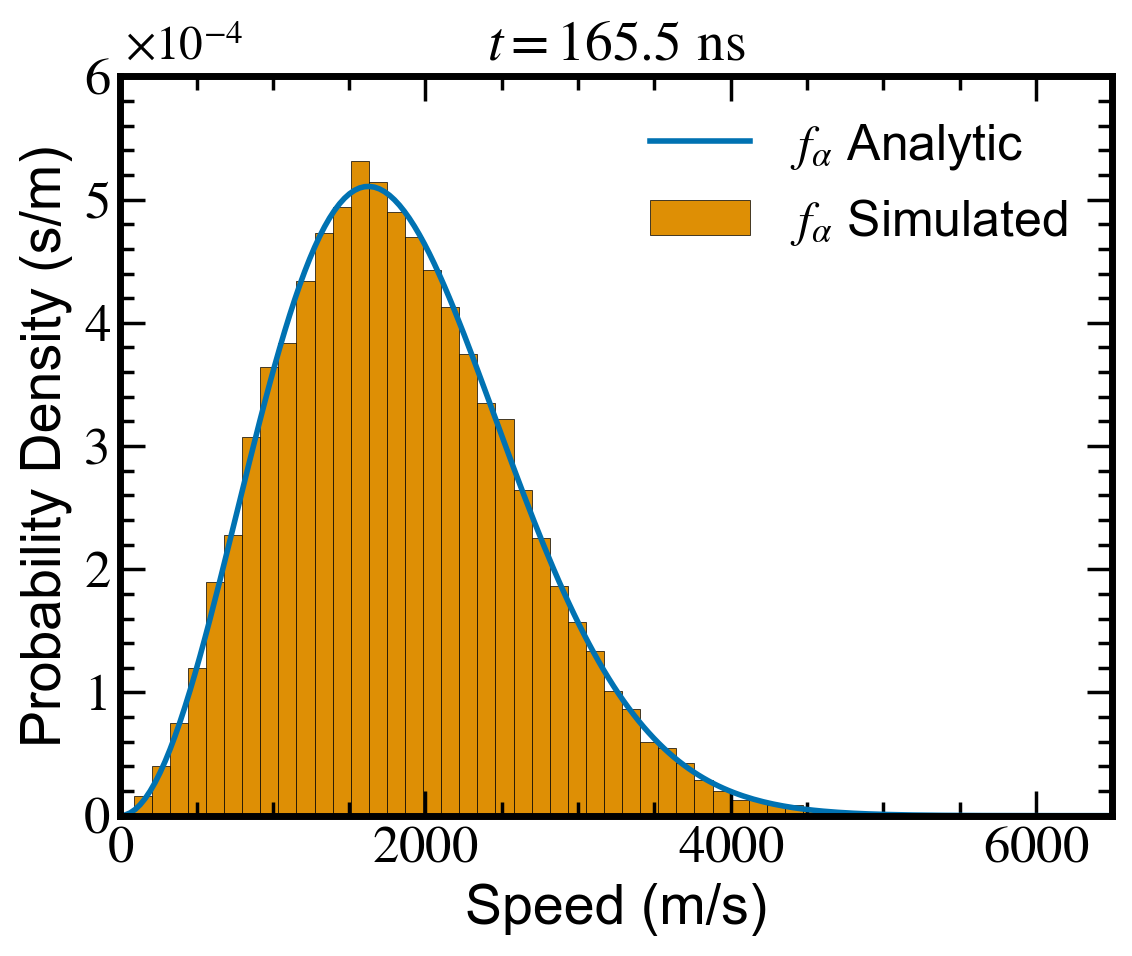 ×10⁻⁴
t = 165.5 ns
f_α Analytic
f_α Simulated
Probability Density (s/m)
6
5
4
3
2
1
0
0 2000 4000 6000
Speed (m/s)